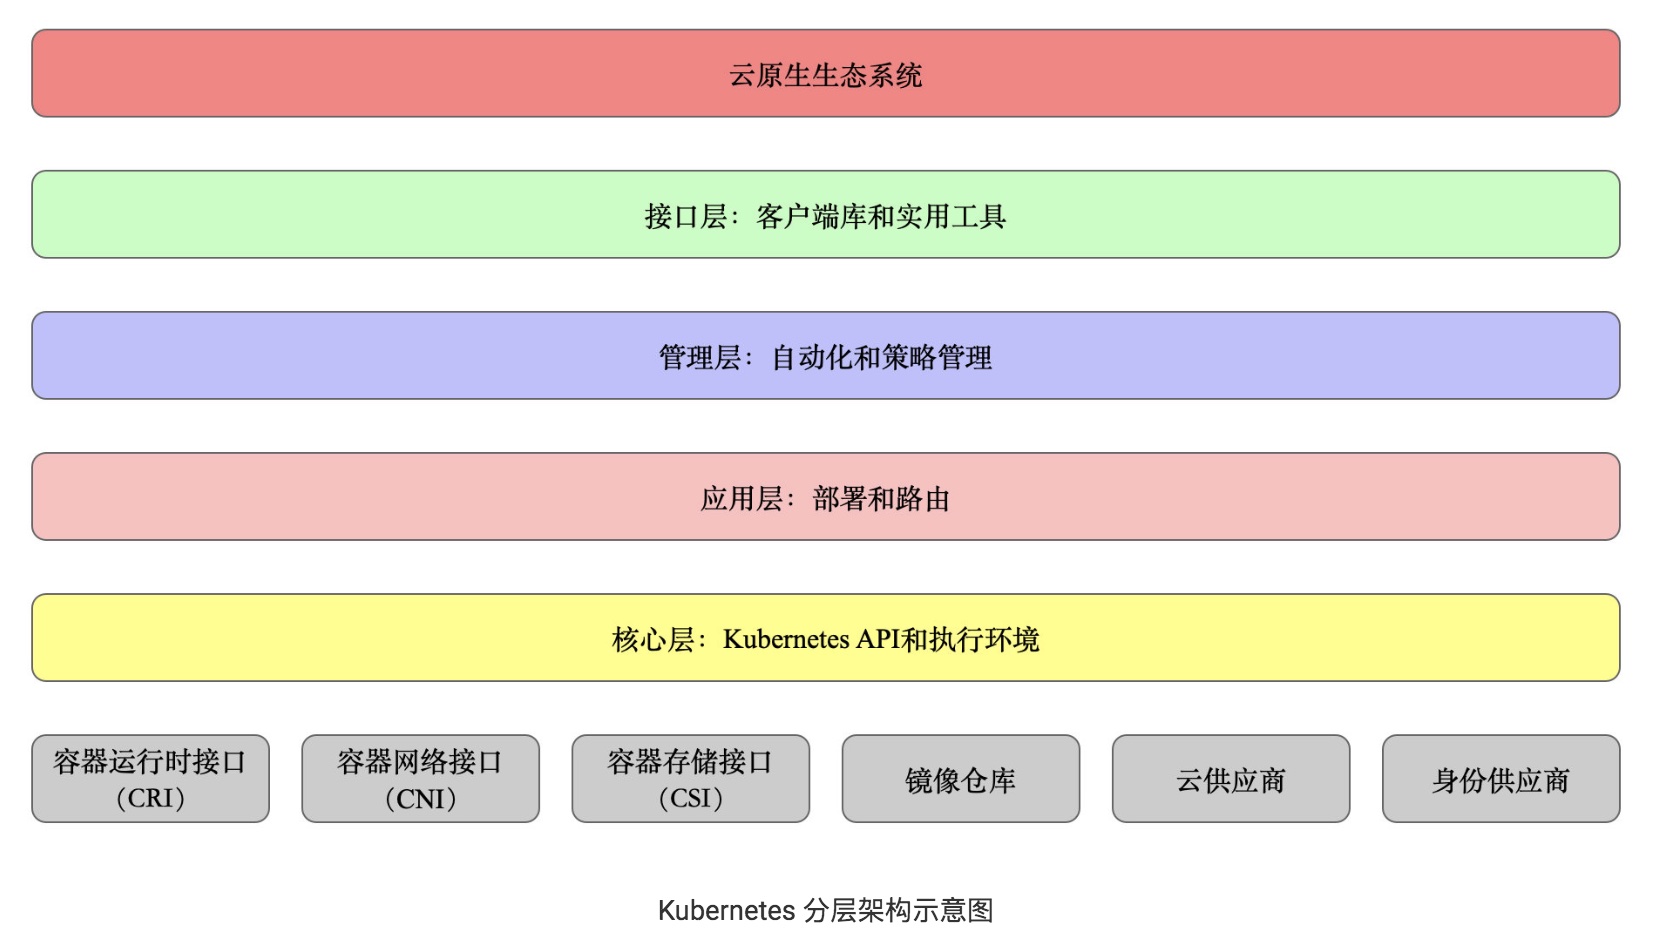 云原生生态系统
接口层：客户端库和实用工具
管理层：自动化和策略管理
应用层：部署和路由
核心层：Kubernetes API和执行环境
容器运行时接口
（CRI）
容器网络接口
（CNI）
容器存储接口
（CSI）
镜像仓库
云供应商
身份供应商
Kubernetes 分层架构示意图